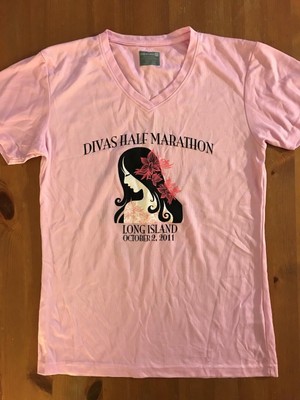 DIVAS HALF MARATHON
LONG ISLAND
OCTOBER 2, 2011